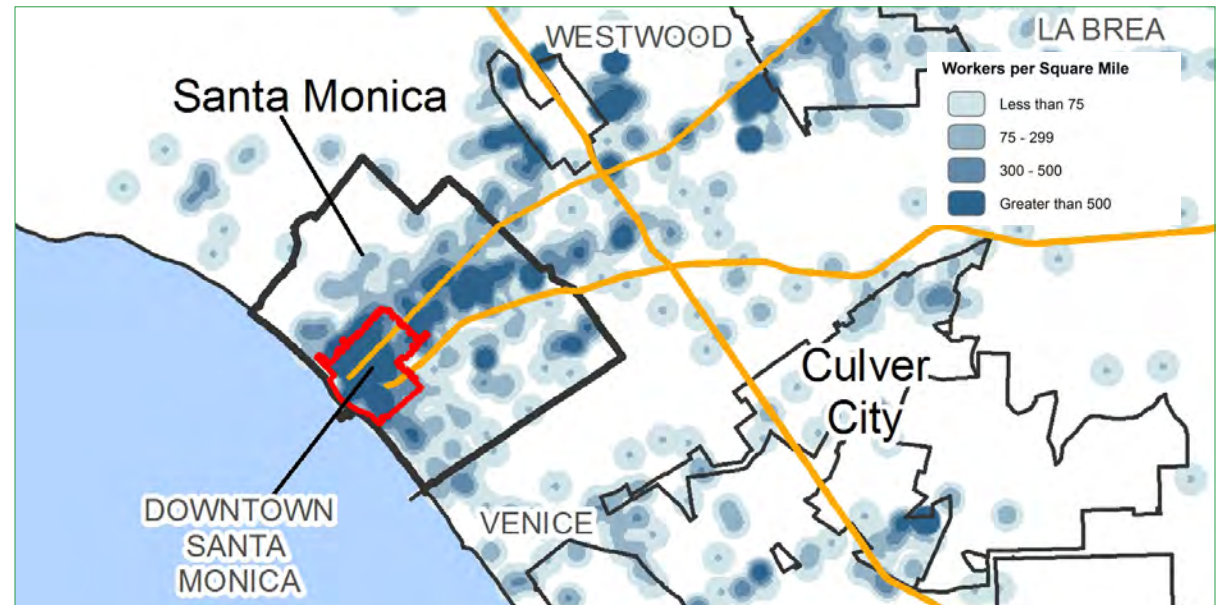 WESTWOOD
LA BREA
Workers per Square Mile
Less than 75
75 - 299
300 - 500
Greater than 500
Santa Monica
Culver
City
DOWNTOWN
SANTA
MONICA
VENICE